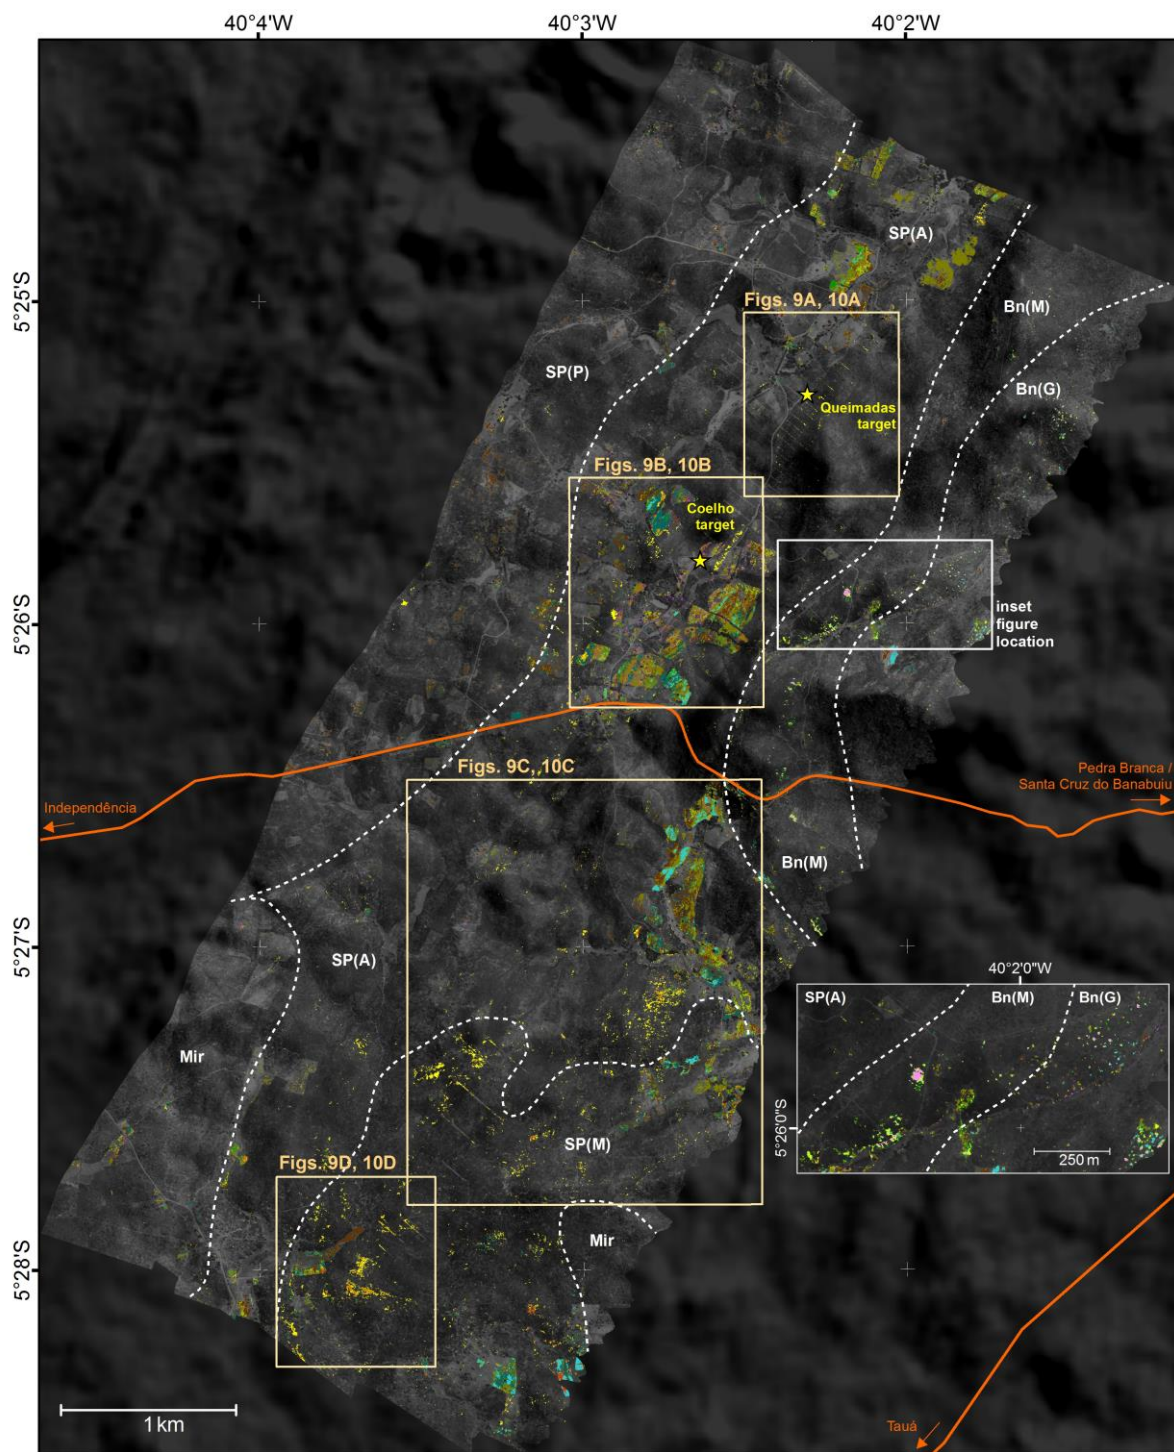 40°4'W 40°3'W 40°2'W
SP(A)
5°25'S
Bn(M)
Figs. 9A, 10A
SP(P)
Bn(G)
Queimadas
target
Figs. 9B, 10B
Coelho
target
5°26'S
inset
figure
location
Figs. 9C, 10C
Pedra Branca /
Santa Cruz do Banabuiu
Independência
Bn(M)
5°27'S
SP(A)
40°2'0"W
SP(A) Bn(M) Bn(G)
Mir
5°26'0"S
SP(M)
250 m
Figs. 9D, 10D
Mir
5°28'S
1 km
Tauá